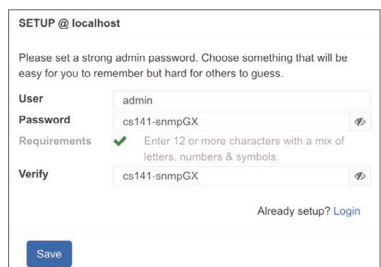 SETUP @ localhost
Please set a strong admin password. Choose something that will be
easy for you to remember but hard for others to guess.
User admin
Password cs141-snmpGX
Requirements Enter 12 or more characters with a mix of
letters, numbers & symbols.
Verify cs141-snmpGX
Already setup? Login
Save